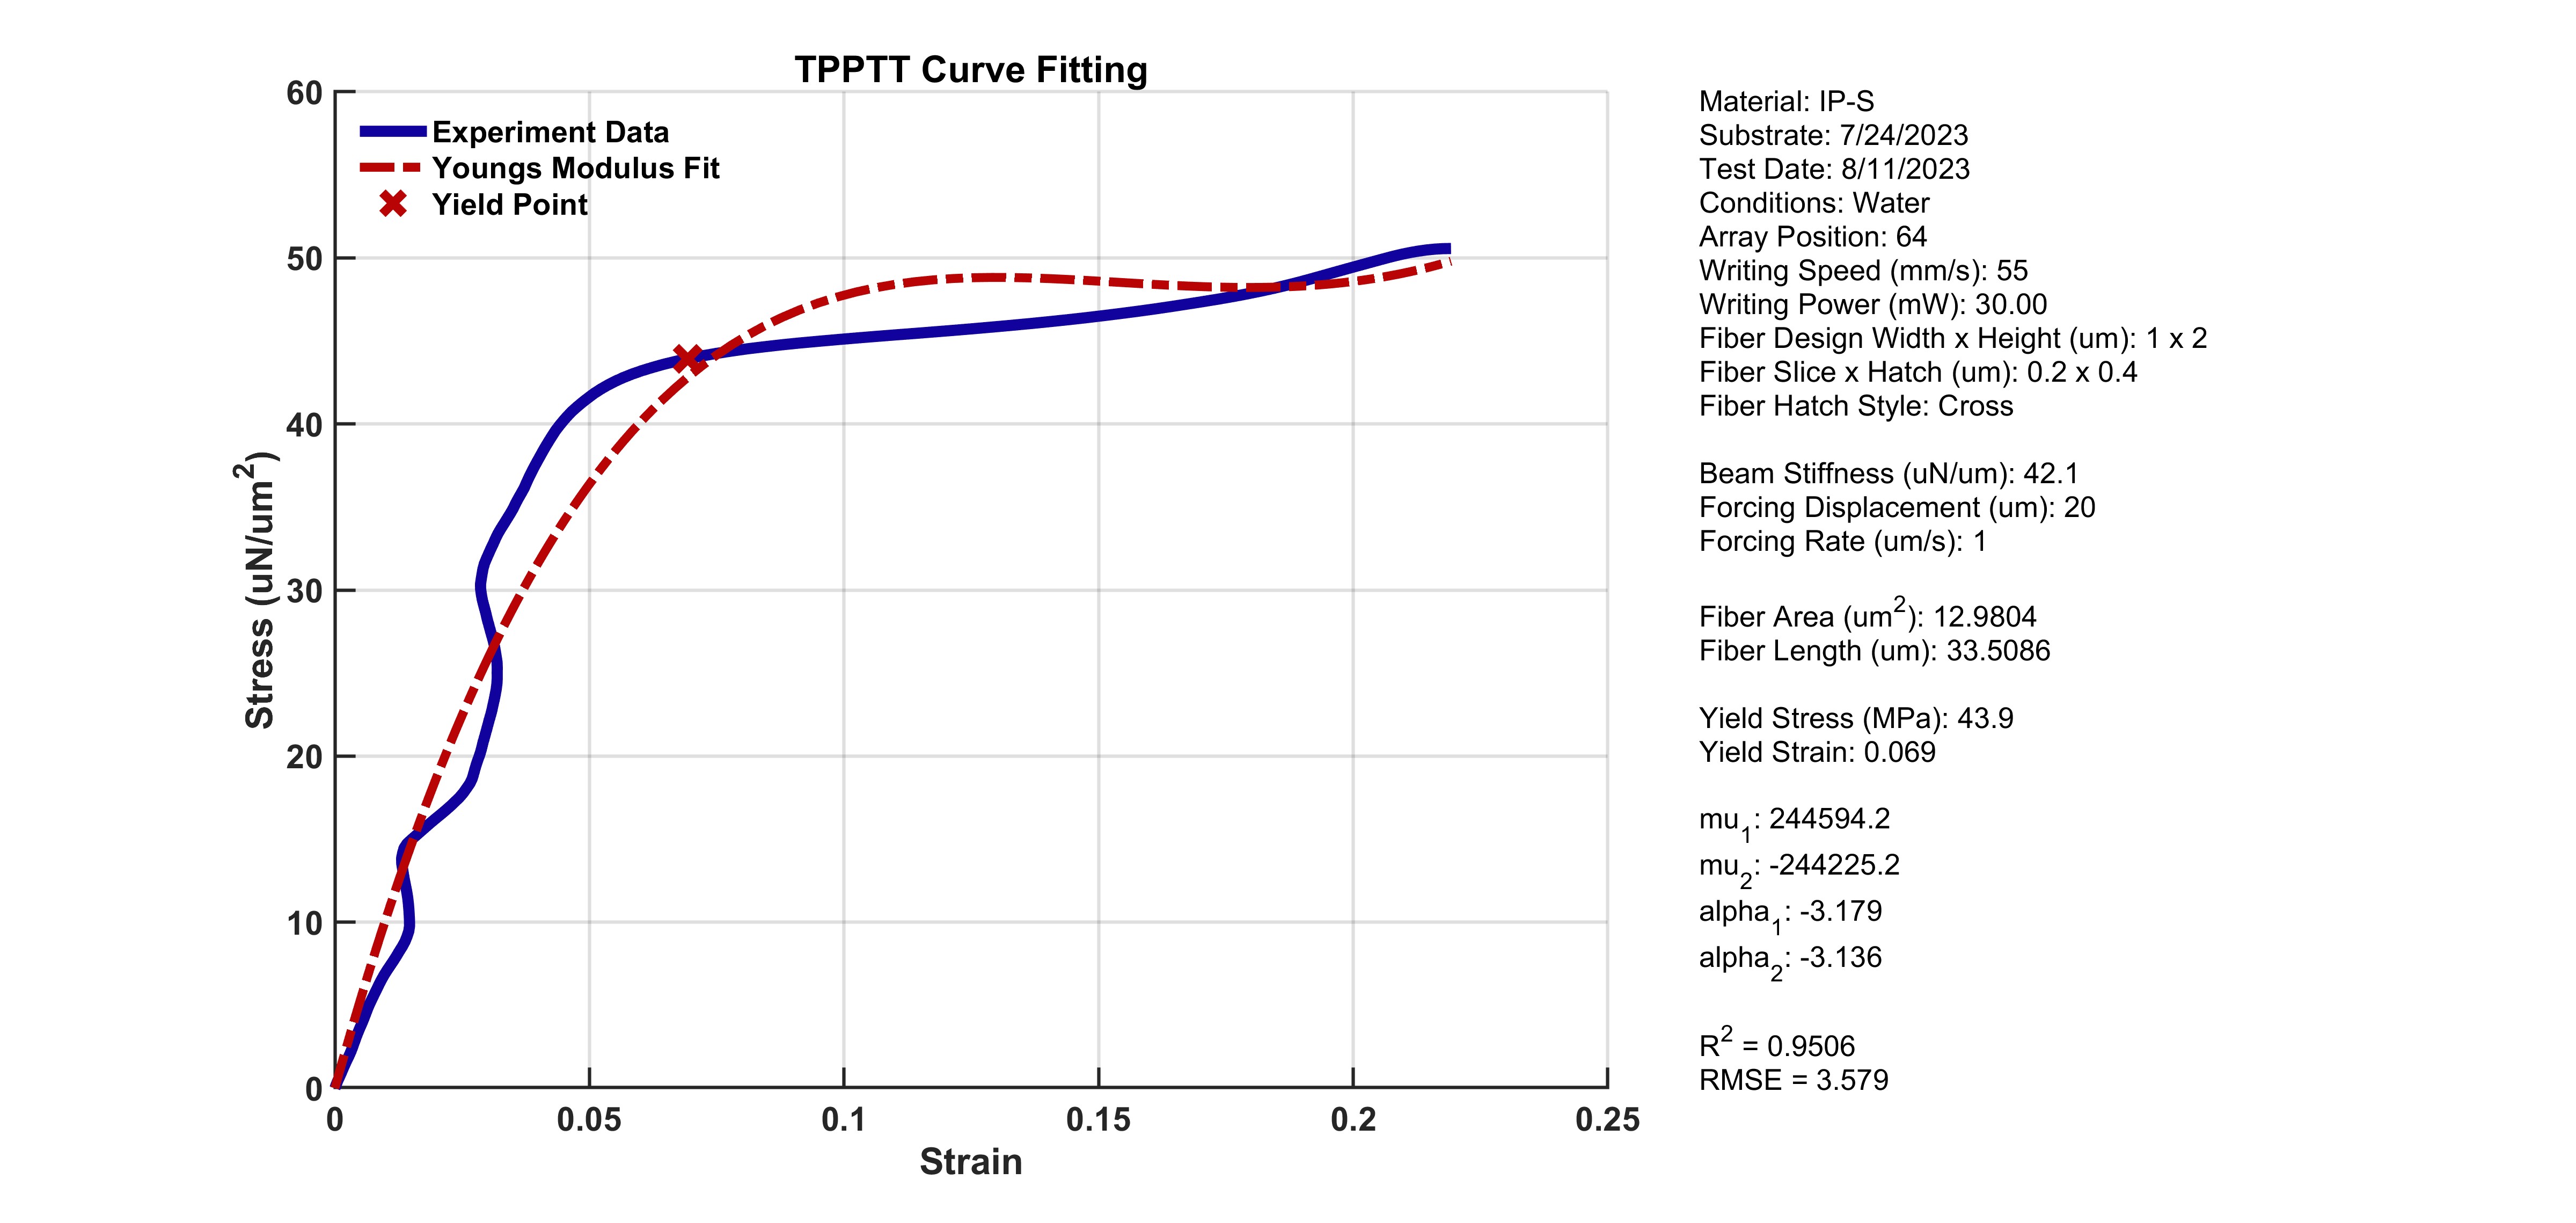 TPPTT Curve Fitting
60
50
40
30
20
10
0
Stress (uN/um²)
Experiment Data
Youngs Modulus Fit
Yield Point
0
0.05
0.1
0.15
0.2
0.25
Strain
Material: IP-S
Substrate: 7/24/2023
Test Date: 8/11/2023
Conditions: Water
Array Position: 64
Writing Speed (mm/s): 55
Writing Power (mW): 30.00
Fiber Design Width x Height (um): 1 x 2
Fiber Slice x Hatch (um): 0.2 x 0.4
Fiber Hatch Style: Cross
Beam Stiffness (uN/um): 42.1
Forcing Displacement (um): 20
Forcing Rate (um/s): 1
Fiber Area (um²): 12.9804
Fiber Length (um): 33.5086
Yield Stress (MPa): 43.9
Yield Strain: 0.069
mu₁: 244594.2
mu₂: -244225.2
alpha₁: -3.179
alpha₂: -3.136
R² = 0.9506
RMSE = 3.579